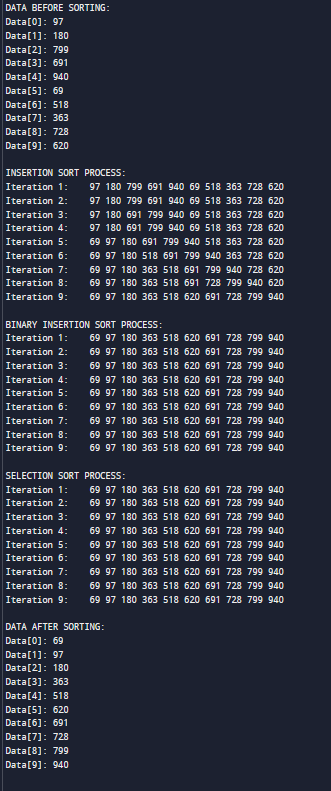 DATA BEFORE SORTING:
Data[0]: 97
Data[1]: 180
Data[2]: 799
Data[3]: 691
Data[4]: 940
Data[5]: 69
Data[6]: 518
Data[7]: 363
Data[8]: 728
Data[9]: 620

INSERTION SORT PROCESS:
Iteration 1:    97 180 799 691 940 69 518 363 728 620
Iteration 2:    97 180 799 691 940 69 518 363 728 620
Iteration 3:    97 180 691 799 940 69 518 363 728 620
Iteration 4:    97 180 691 799 940 69 518 363 728 620
Iteration 5:    69 97 180 691 799 940 518 363 728 620
Iteration 6:    69 97 180 518 691 799 940 363 728 620
Iteration 7:    69 97 180 363 518 691 799 940 728 620
Iteration 8:    69 97 180 363 518 691 728 799 940 620
Iteration 9:    69 97 180 363 518 620 691 728 799 940

BINARY INSERTION SORT PROCESS:
Iteration 1:    69 97 180 363 518 620 691 728 799 940
Iteration 2:    69 97 180 363 518 620 691 728 799 940
Iteration 3:    69 97 180 363 518 620 691 728 799 940
Iteration 4:    69 97 180 363 518 620 691 728 799 940
Iteration 5:    69 97 180 363 518 620 691 728 799 940
Iteration 6:    69 97 180 363 518 620 691 728 799 940
Iteration 7:    69 97 180 363 518 620 691 728 799 940
Iteration 8:    69 97 180 363 518 620 691 728 799 940
Iteration 9:    69 97 180 363 518 620 691 728 799 940

SELECTION SORT PROCESS:
Iteration 1:    69 97 180 363 518 620 691 728 799 940
Iteration 2:    69 97 180 363 518 620 691 728 799 940
Iteration 3:    69 97 180 363 518 620 691 728 799 940
Iteration 4:    69 97 180 363 518 620 691 728 799 940
Iteration 5:    69 97 180 363 518 620 691 728 799 940
Iteration 6:    69 97 180 363 518 620 691 728 799 940
Iteration 7:    69 97 180 363 518 620 691 728 799 940
Iteration 8:    69 97 180 363 518 620 691 728 799 940
Iteration 9:    69 97 180 363 518 620 691 728 799 940

DATA AFTER SORTING:
Data[0]: 69
Data[1]: 97
Data[2]: 180
Data[3]: 363
Data[4]: 518
Data[5]: 620
Data[6]: 691
Data[7]: 728
Data[8]: 799
Data[9]: 940